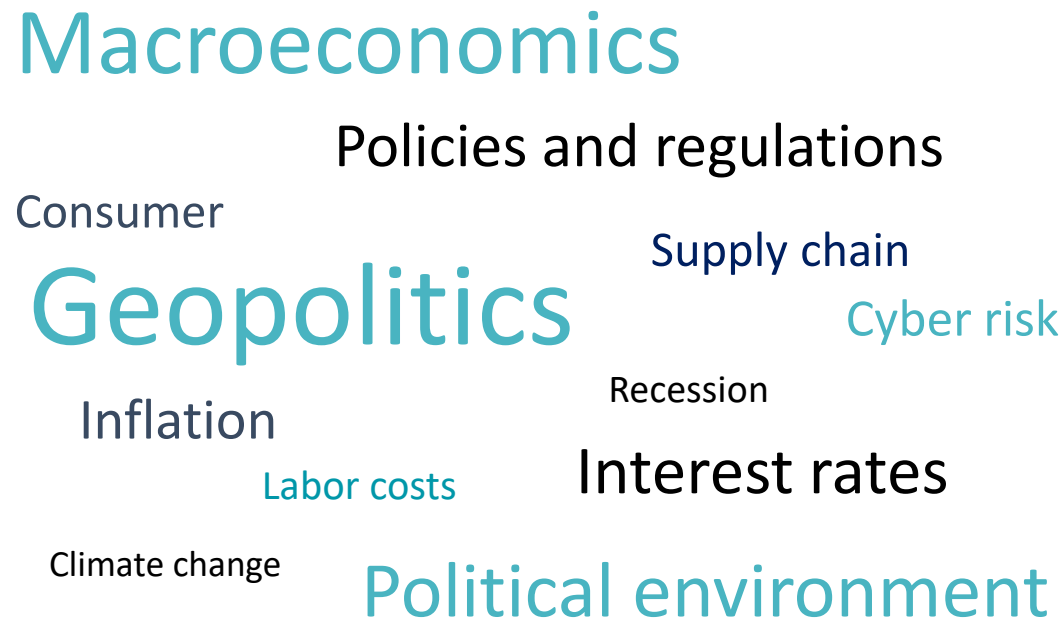 Macroeconomics
Policies and regulations
Consumer
Supply chain
Geopolitics
Cyber risk
Recession
Inflation
Interest rates
Labor costs
Climate change
Political environment